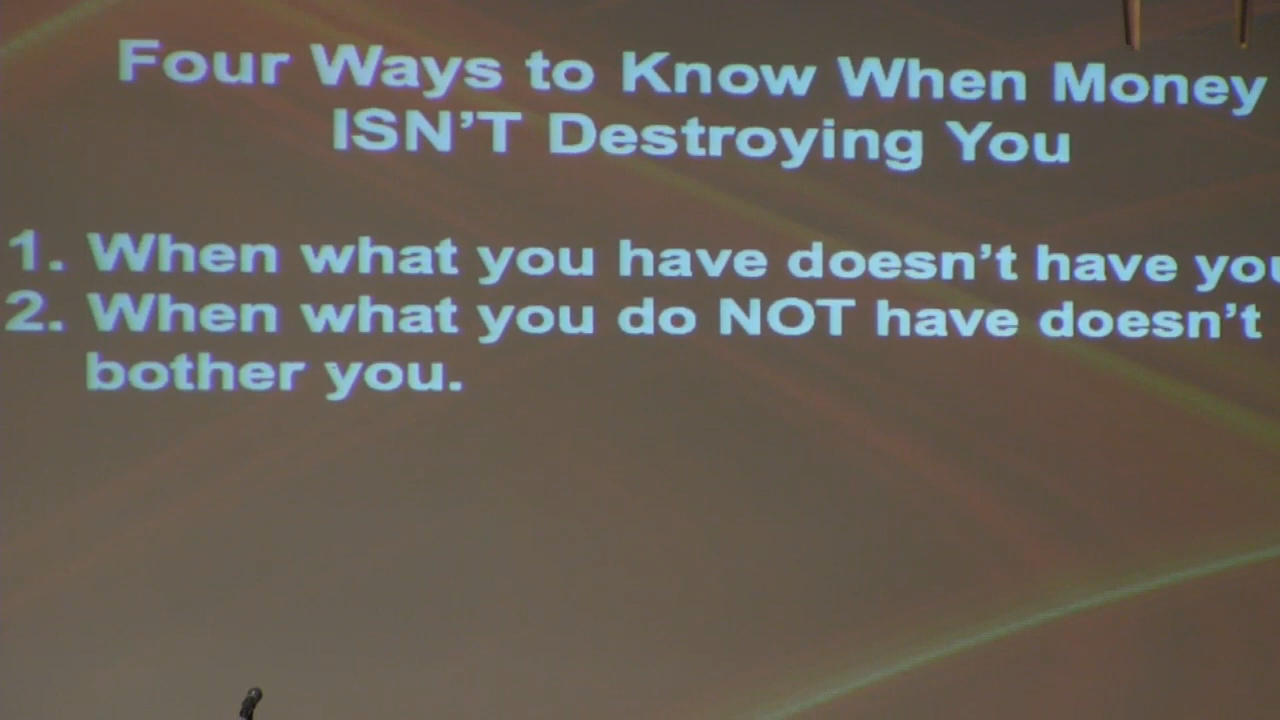 Four Ways to Know When Money
ISN'T Destroying You
1. When what you have doesn't have you
2. When what you do NOT have doesn't
bother you.